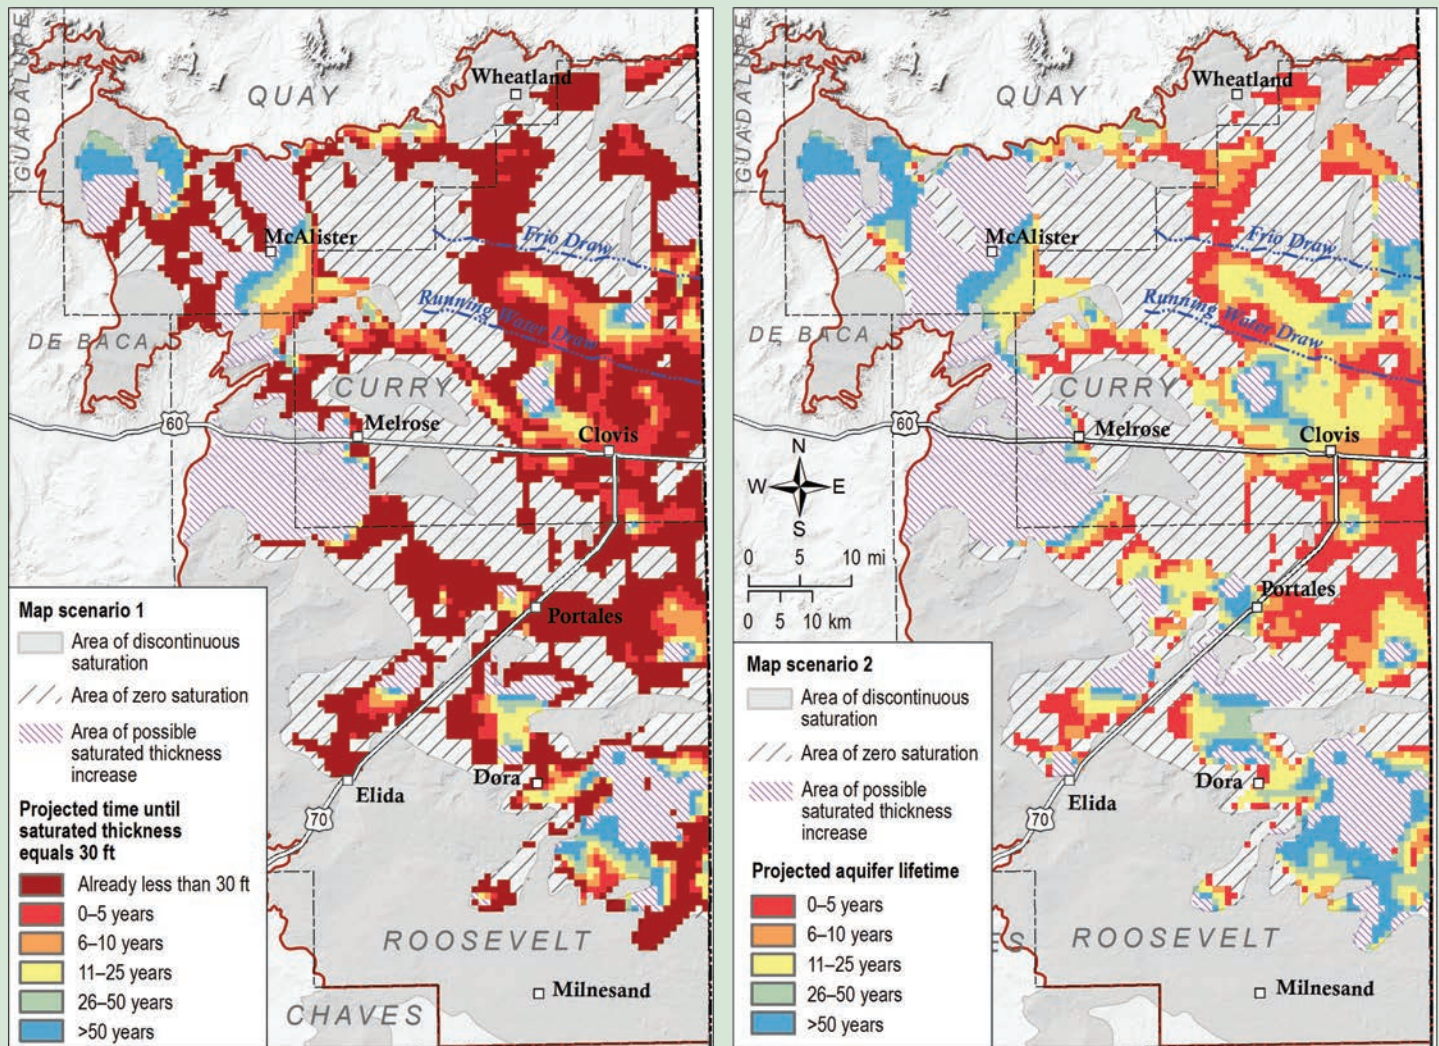 GUADALUPE
QUAY
Wheatland
McAlister
Frio Draw
Running Water Draw
DE BACA
CURRY
60
Melrose
Clovis
Portales
Elida
70
Dora
ROOSEVELT
Milnesand
CHAVES
Map scenario 1
Area of discontinuous
saturation
Area of zero saturation
Area of possible
saturated thickness
increase
Projected time until
saturated thickness
equals 30 ft
Already less than 30 ft
0–5 years
6–10 years
11–25 years
26–50 years
>50 years
GUADALUPE
QUAY
Wheatland
McAlister
Frio Draw
Running Water Draw
DE BACA
CURRY
60
Melrose
Clovis
N
W E
S
0 5 10 mi
0 5 10 km
Portales
Elida
70
Dora
ROOSEVELT
ES
Milnesand
Map scenario 2
Area of discontinuous
saturation
Area of zero saturation
Area of possible
saturated thickness
increase
Projected aquifer lifetime
0–5 years
6–10 years
11–25 years
26–50 years
>50 years